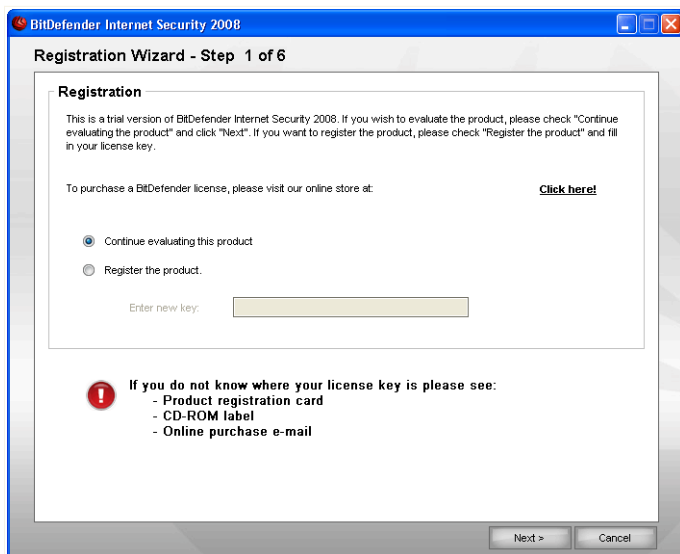 BitDefender Internet Security 2008
Registration Wizard - Step 1 of 6
Registration
This is a trial version of BitDefender Internet Security 2008. If you wish to evaluate the product, please check "Continue
evaluating the product" and click "Next". If you want to register the product, please check "Register the product" and fill
in your license key.
To purchase a BitDefender license, please visit our online store at: Click here!
Continue evaluating this product
Register the product.
Enter new key:
If you do not know where your license key is please see:
- Product registration card
- CD-ROM label
- Online purchase e-mail
Next > Cancel